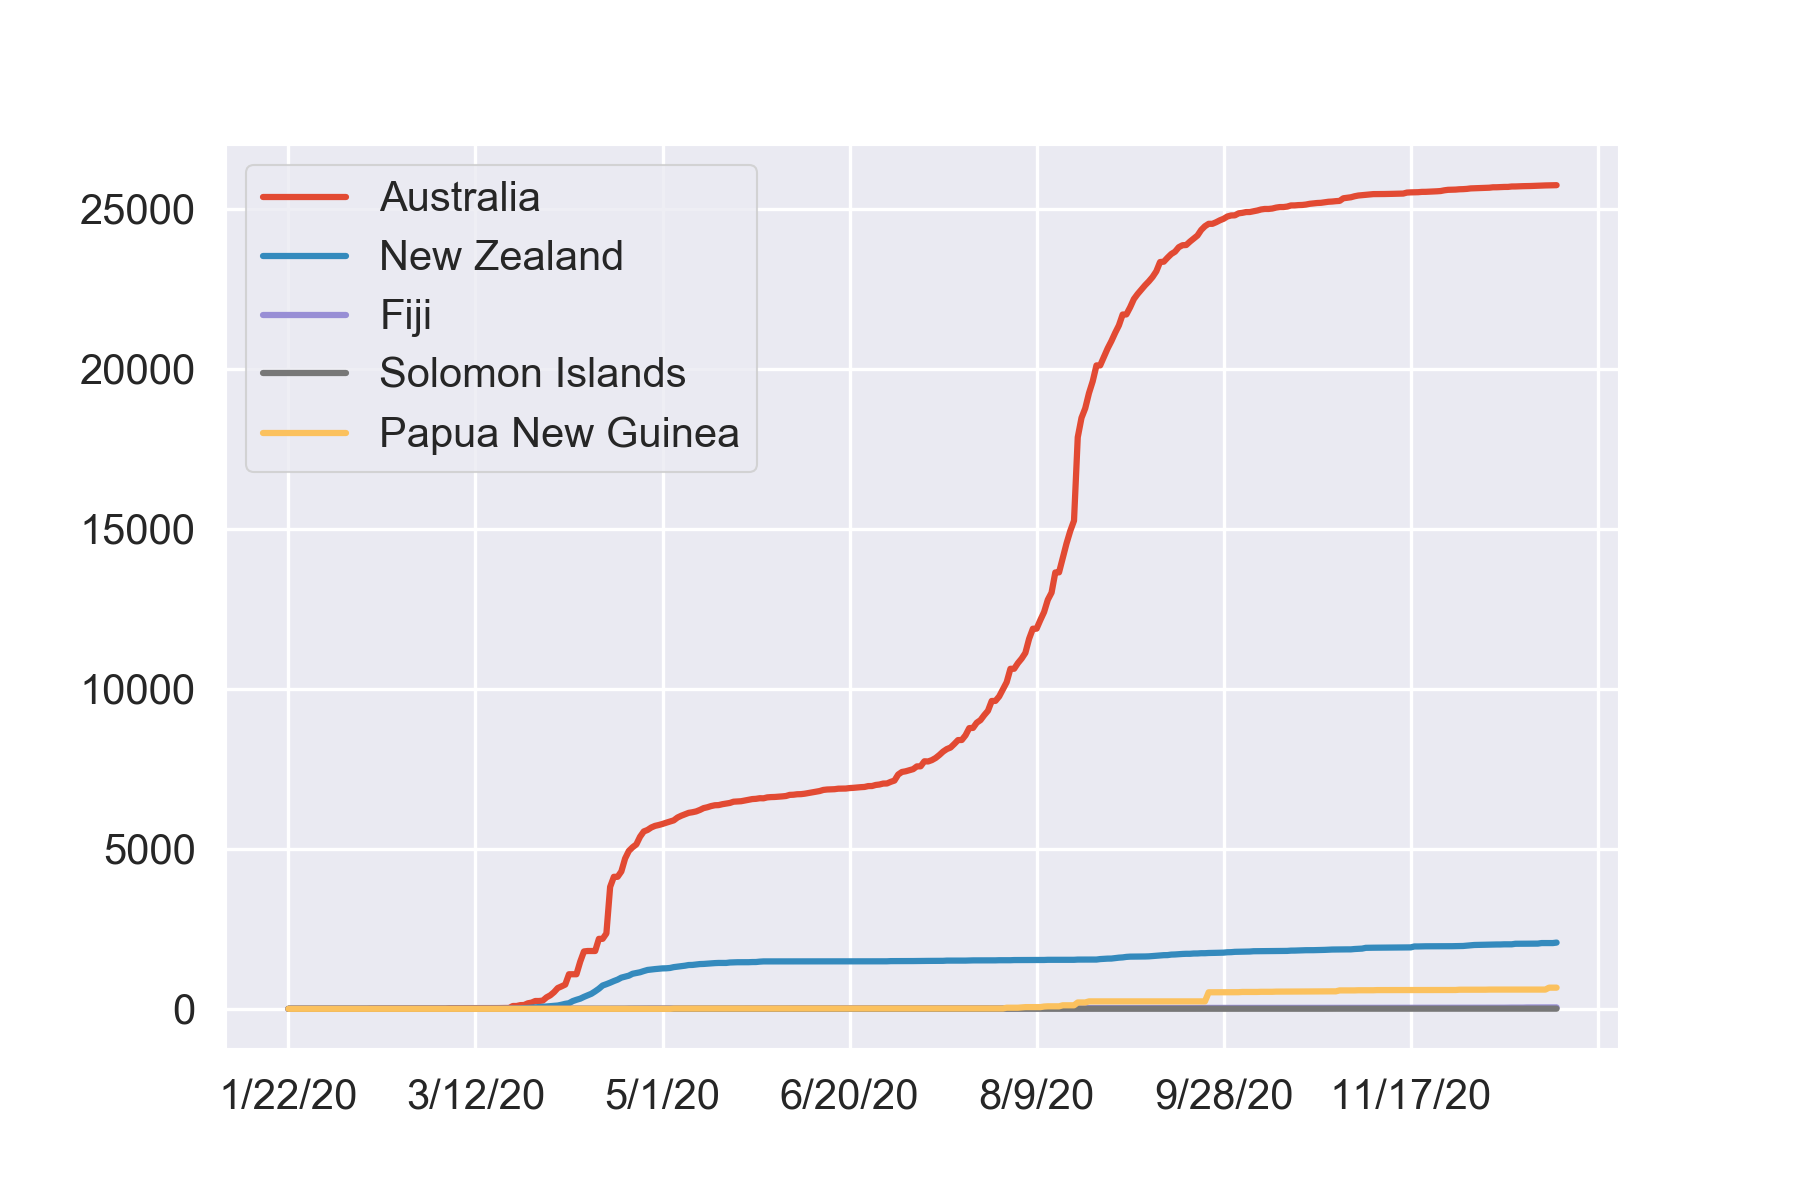 Australia
New Zealand
Fiji
Solomon Islands
Papua New Guinea
25000
20000
15000
10000
5000
0
1/22/20 3/12/20 5/1/20 6/20/20 8/9/20 9/28/20 11/17/20